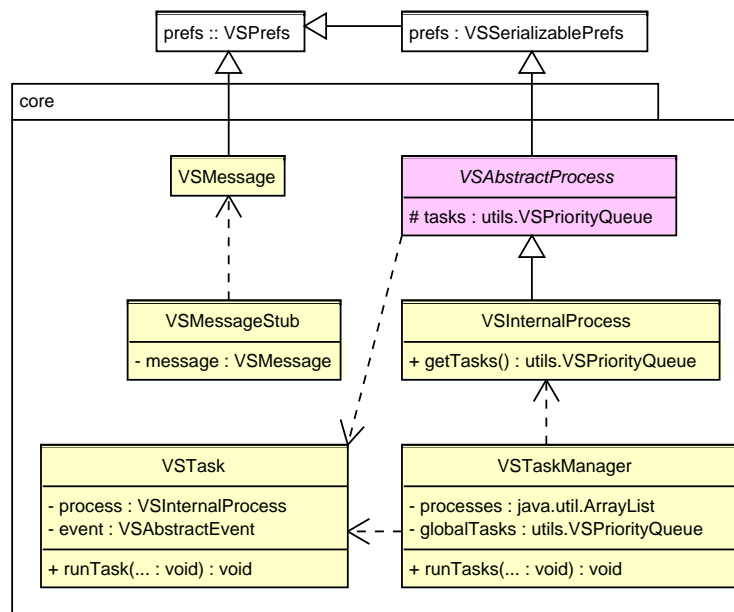 prefs :: VSPrefs
prefs : VSSerializablePrefs
core
VSMessage
VSAbstractProcess
# tasks : utils.VSPriorityQueue
VSMessageStub
- message : VSMessage
VSInternalProcess
+ getTasks() : utils.VSPriorityQueue
VSTask
- process : VSInternalProcess
- event : VSAbstractEvent
+ runTask(... : void) : void
VSTaskManager
- processes : java.util.ArrayList
- globalTasks : utils.VSPriorityQueue
+ runTasks(... : void) : void